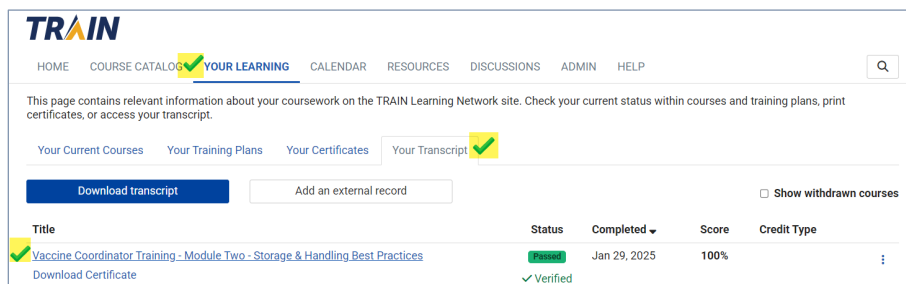 TRAIN
HOME COURSE CATALOG YOUR LEARNING CALENDAR RESOURCES DISCUSSIONS ADMIN HELP
This page contains relevant information about your coursework on the TRAIN Learning Network site. Check your current status within courses and training plans, print
certificates, or access your transcript.
Your Current Courses Your Training Plans Your Certificates Your Transcript
Download transcript Add an external record Show withdrawn courses
Title Status Completed Score Credit Type
Vaccine Coordinator Training - Module Two - Storage & Handling Best Practices Passed Jan 29, 2025 100%
Download Certificate Verified